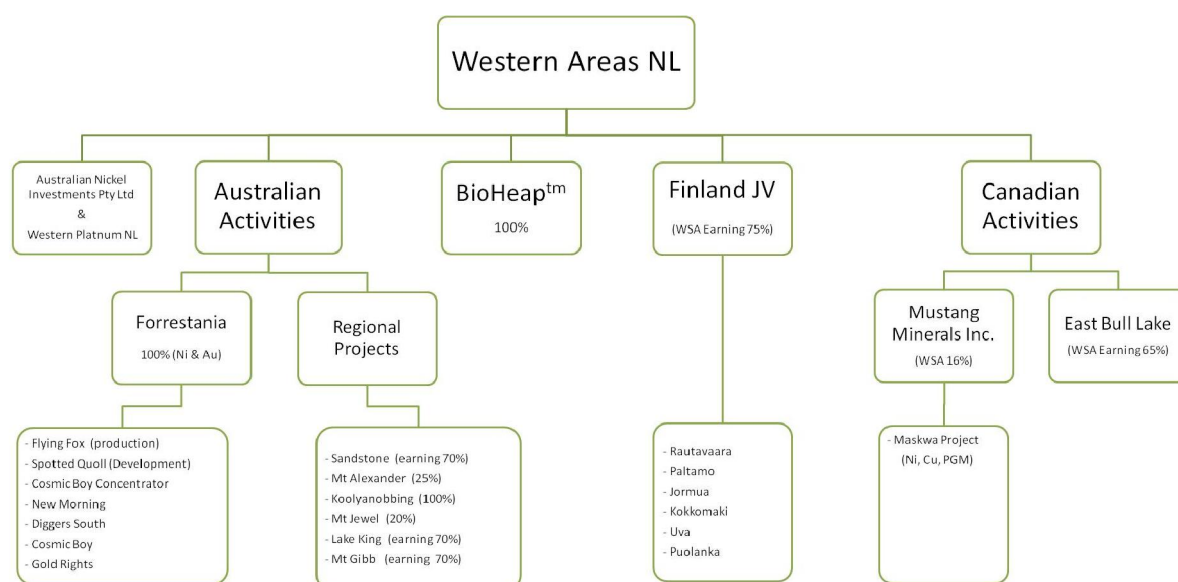 Western Areas NL
Australian Nickel
Investments Pty Ltd
&
Western Platnum NL
Australian
Activities
BioHeap™
100%
Finland JV
(WSA Earning 75%)
Canadian
Activities
Forrestania
100% (Ni & Au)
Regional
Projects
Mustang
Minerals Inc.
(WSA 16%)
East Bull Lake
(WSA Earning 65%)
- Flying Fox (production)
- Spotted Quoll (Development)
- Cosmic Boy Concentrator
- New Morning
- Diggers South
- Cosmic Boy
- Gold Rights
- Sandstone (earning 70%)
- Mt Alexander (25%)
- Koolyanobbing (100%)
- Mt Jewel (20%)
- Lake King (earning 70%)
- Mt Gibb (earning 70%)
- Rautavaara
- Paltamo
- Jormua
- Kokkomaki
- Uva
- Puolanka
- Maskwa Project
(Ni, Cu, PGM)